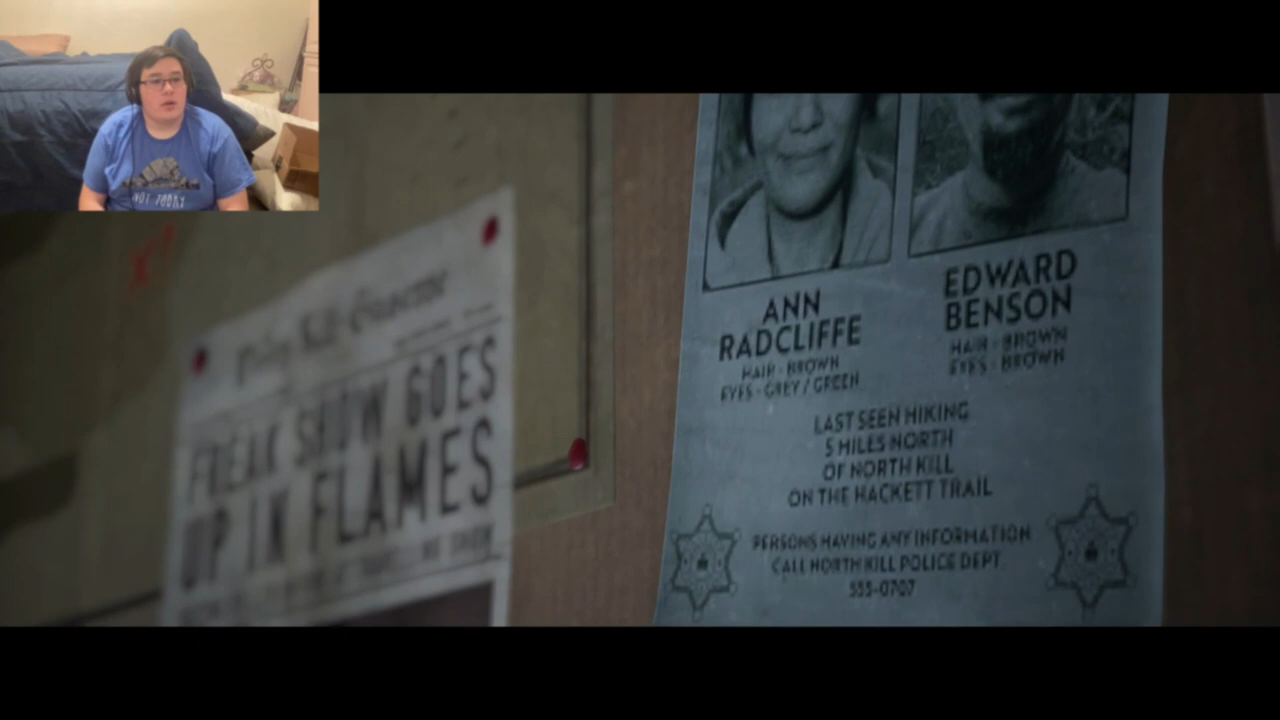 NOT TODAY
FREAK SHOW GOES
UP IN FLAMES
ANN
RADCLIFFE
HAIR - BROWN
EYES - GREY / GREEN
EDWARD
BENSON
HAIR - BROWN
EYES - BROWN
LAST SEEN HIKING
5 MILES NORTH
OF NORTH KILL
ON THE HACKETT TRAIL
PERSONS HAVING ANY INFORMATION
CALL NORTH KILL POLICE DEPT
555-0707